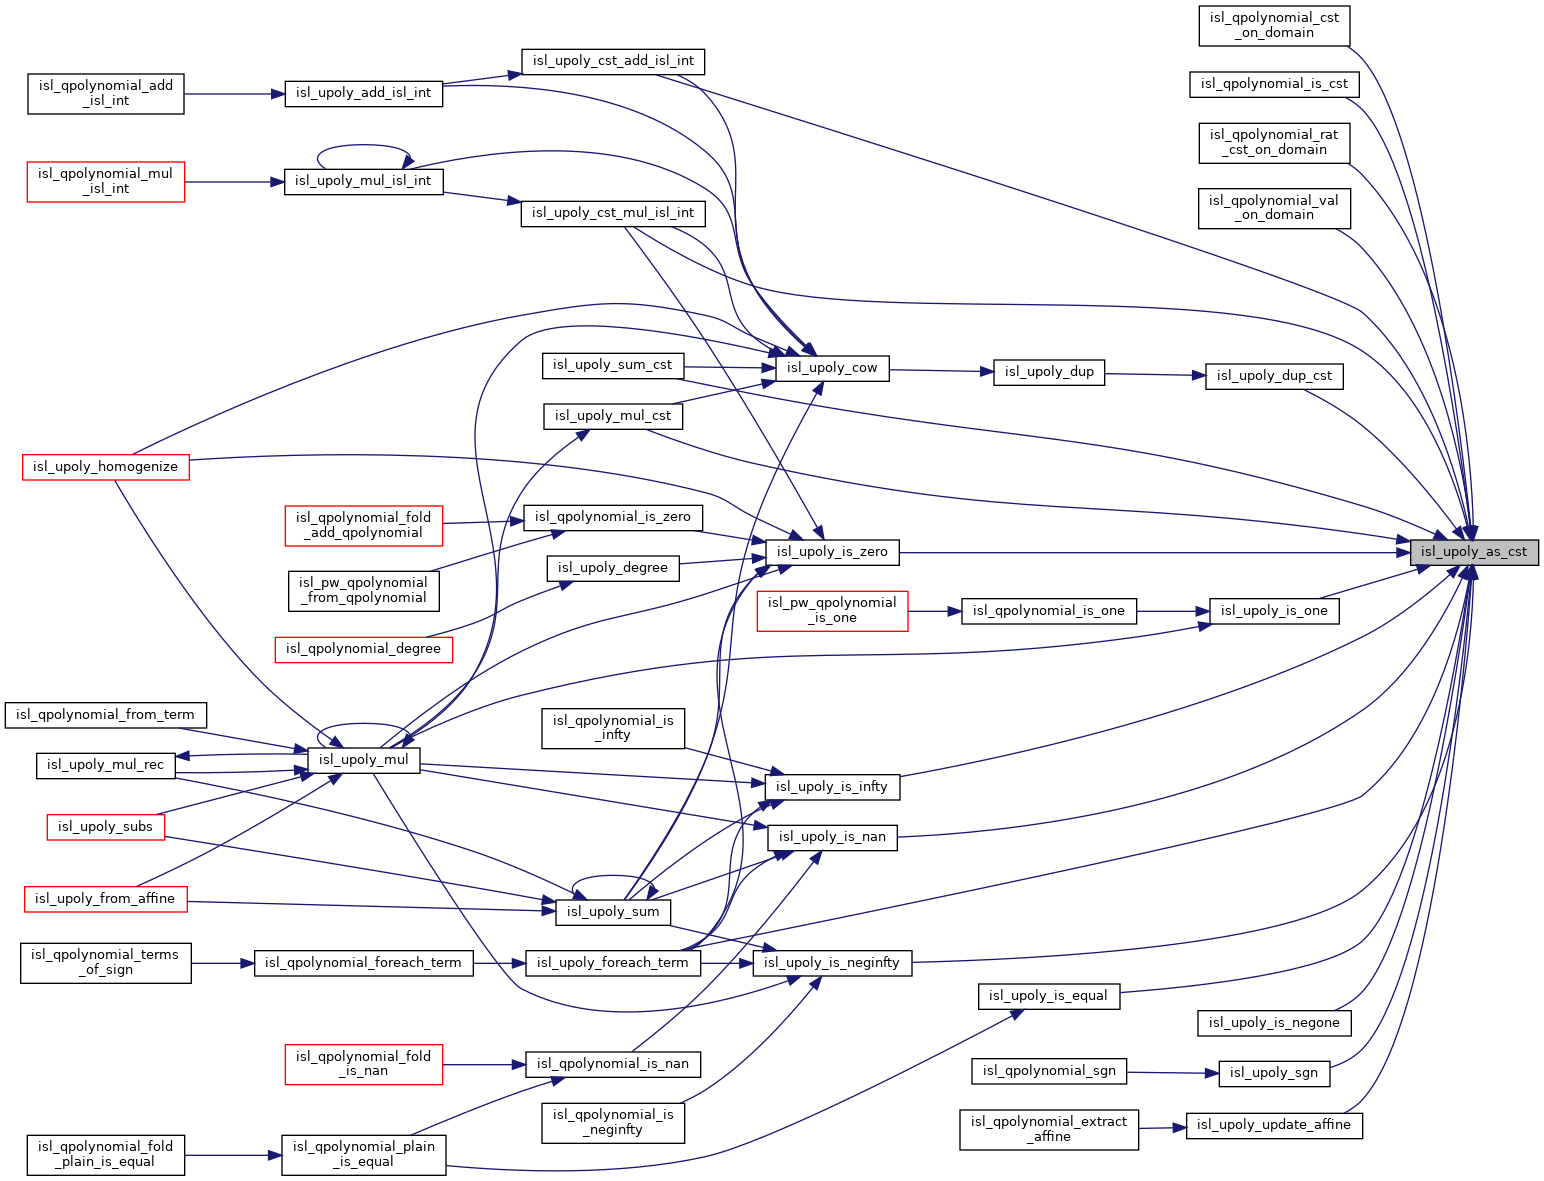 isl_qpolynomial_cst
_on_domain
isl_upoly_cst_add_isl_int
isl_qpolynomial_is_cst
isl_qpolynomial_add
_isl_int
isl_upoly_add_isl_int
isl_qpolynomial_rat
_cst_on_domain
isl_qpolynomial_mul
_isl_int
isl_upoly_mul_isl_int
isl_qpolynomial_val
_on_domain
isl_upoly_cst_mul_isl_int
isl_upoly_sum_cst
isl_upoly_cow
isl_upoly_dup
isl_upoly_dup_cst
isl_upoly_mul_cst
isl_upoly_homogenize
isl_qpolynomial_fold
_add_qpolynomial
isl_qpolynomial_is_zero
isl_upoly_is_zero
isl_upoly_as_cst
isl_upoly_degree
isl_pw_qpolynomial
_from_qpolynomial
isl_pw_qpolynomial
_is_one
isl_qpolynomial_is_one
isl_upoly_is_one
isl_qpolynomial_degree
isl_qpolynomial_from_term
isl_qpolynomial_is
_infty
isl_upoly_mul_rec
isl_upoly_mul
isl_upoly_is_infty
isl_upoly_subs
isl_upoly_is_nan
isl_upoly_from_affine
isl_upoly_sum
isl_qpolynomial_terms
_of_sign
isl_qpolynomial_foreach_term
isl_upoly_foreach_term
isl_upoly_is_neginfty
isl_upoly_is_equal
isl_upoly_is_negone
isl_qpolynomial_fold
_is_nan
isl_qpolynomial_is_nan
isl_qpolynomial_sgn
isl_upoly_sgn
isl_qpolynomial_is
_neginfty
isl_qpolynomial_extract
_affine
isl_upoly_update_affine
isl_qpolynomial_fold
_plain_is_equal
isl_qpolynomial_plain
_is_equal